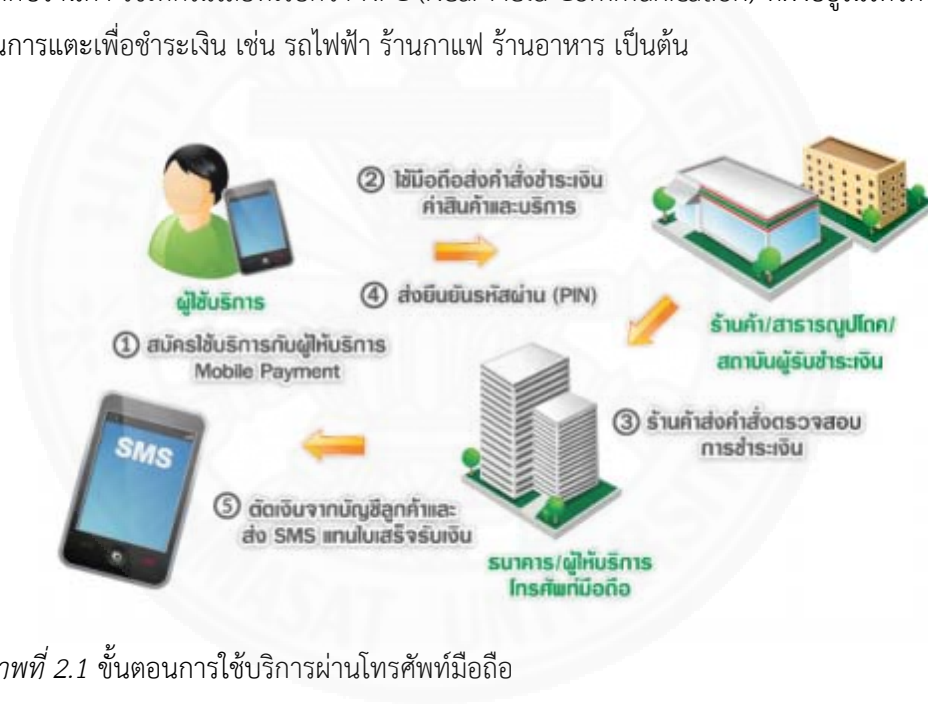 (Near Field Communication)
นการแตะเพื่อชำระเงิน เช่น รถไฟฟ้า ร้านกาแฟ ร้านอาหาร เป็นต้น
② ใช้มือถือส่งคำสั่งชำระเงิน
ค่าสินค้าและบริการ
④ ส่งยืนยันรหัสผ่าน (PIN)
ผู้ใช้บริการ
① สมัครใช้บริการกับผู้ให้บริการ
Mobile Payment
ร้านค้า/สาธารณูปโภค/
สถาบันผู้รับชำระเงิน
③ ร้านค้าส่งคำสั่งตรวจสอบ
การชำระเงิน
SMS
⑤ ตัดเงินจากบัญชีลูกค้าและ
ส่ง SMS แทนใบเสร็จรับเงิน
ธนาคาร/ผู้ให้บริการ
โทรศัพท์มือถือ
าพที่ 2.1 ขั้นตอนการใช้บริการผ่านโทรศัพท์มือถือ